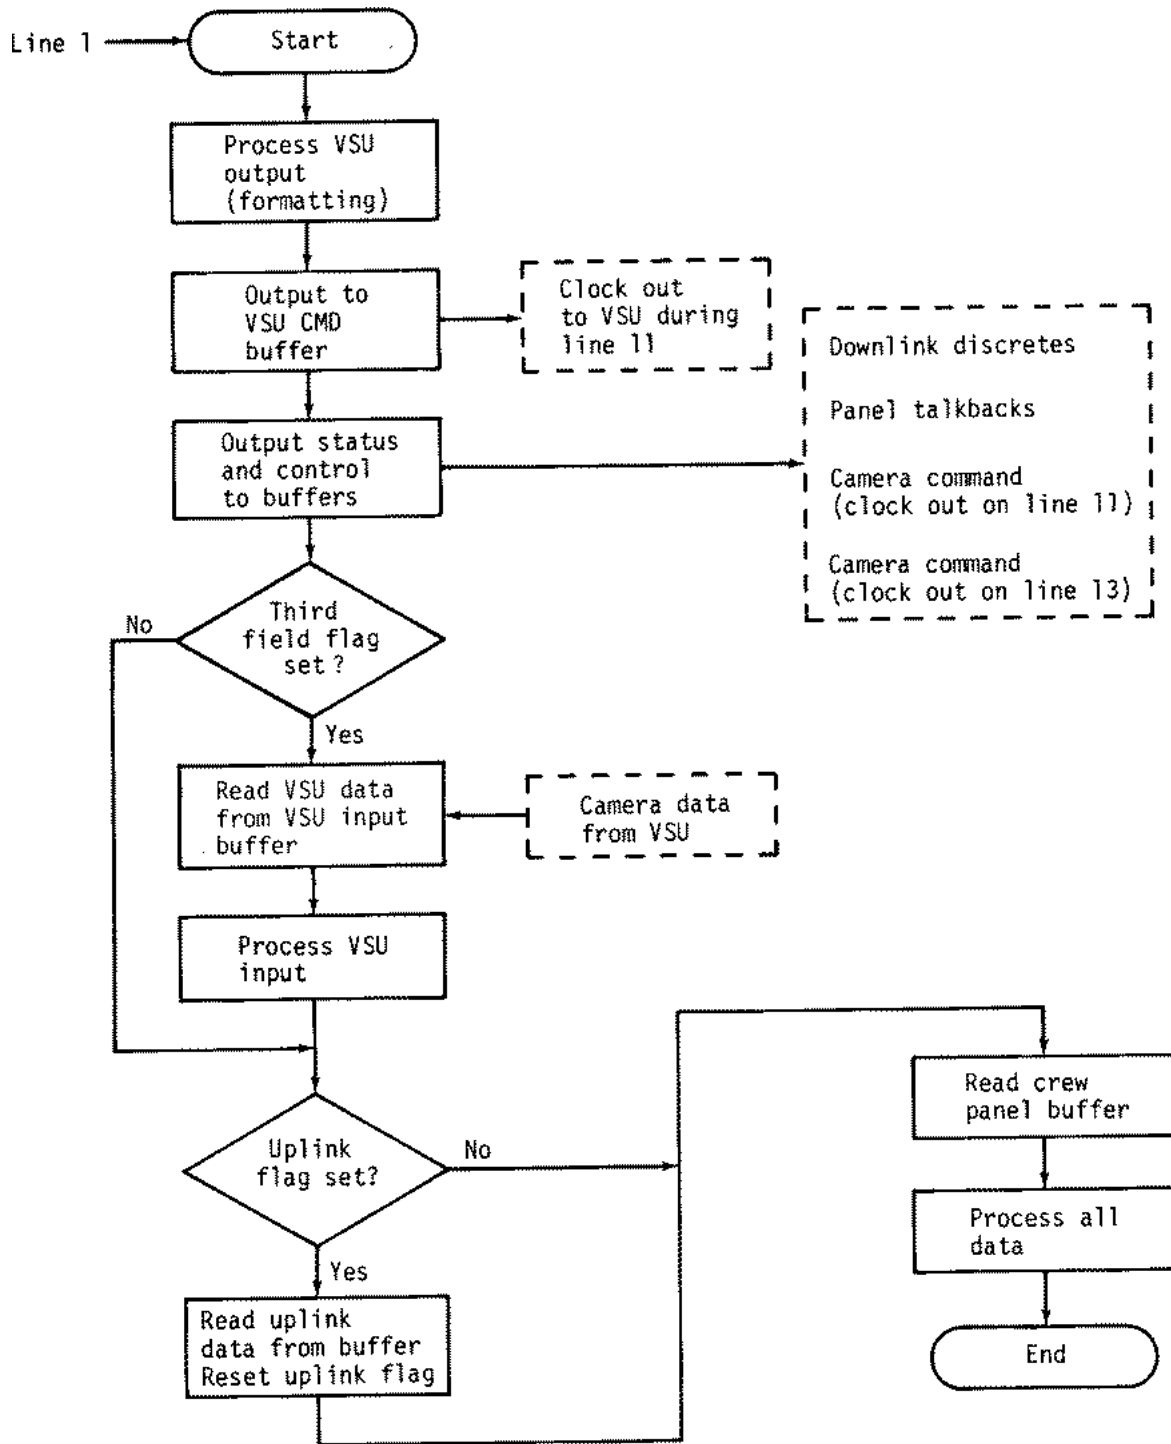 Line 1
Start
Process VSU
output
(formatting)
Output to
VSU CMD
buffer
Clock out
to VSU during
line 11
Output status
and control
to buffers
Downlink discretes
Panel talkbacks
Camera command
(clock out on line 11)
Camera command
(clock out on line 13)
Third
field flag
set?
No
Yes
Read VSU data
from VSU input
buffer
Camera data
from VSU
Process VSU
input
Uplink
flag set?
No
Yes
Read uplink
data from buffer
Reset uplink flag
Read crew
panel buffer
Process all
data
End